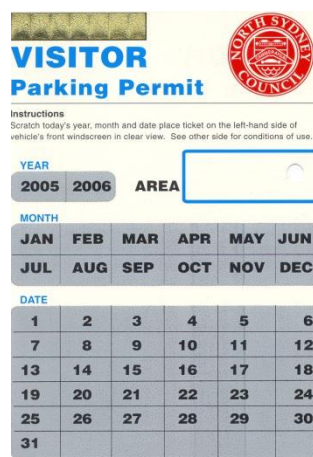 NORTH SYDNEY
COUNCIL
VISITOR
Parking Permit
Instructions
Scratch today's year, month and date place ticket on the left-hand side of
vehicle's front windscreen in clear view. See other side for conditions of use.
YEAR
2005 2006 AREA
MONTH
JAN FEB MAR APR MAY JUN
JUL AUG SEP OCT NOV DEC
DATE
1 2 3 4 5 6
7 8 9 10 11 12
13 14 15 16 17 18
19 20 21 22 23 24
25 26 27 28 29 30
31